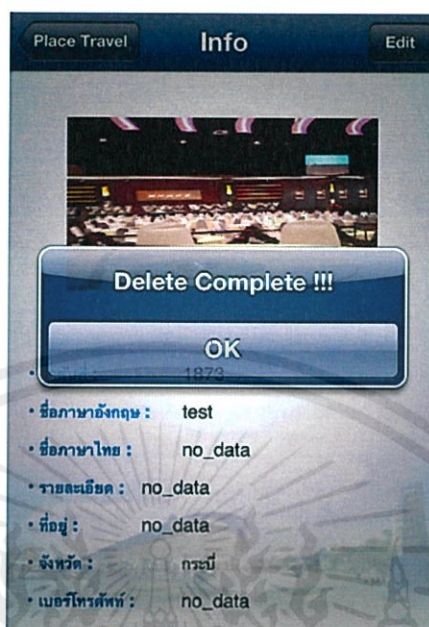 Place Travel Info Edit
Delete Complete !!!
OK
1873
• ชื่อภาษาอังกฤษ : test
• ชื่อภาษาไทย : no_data
• รายละเอียด : no_data
• ที่อยู่ : no_data
• จังหวัด : กระบี่
• เบอร์โทรศัพท์ : no_data